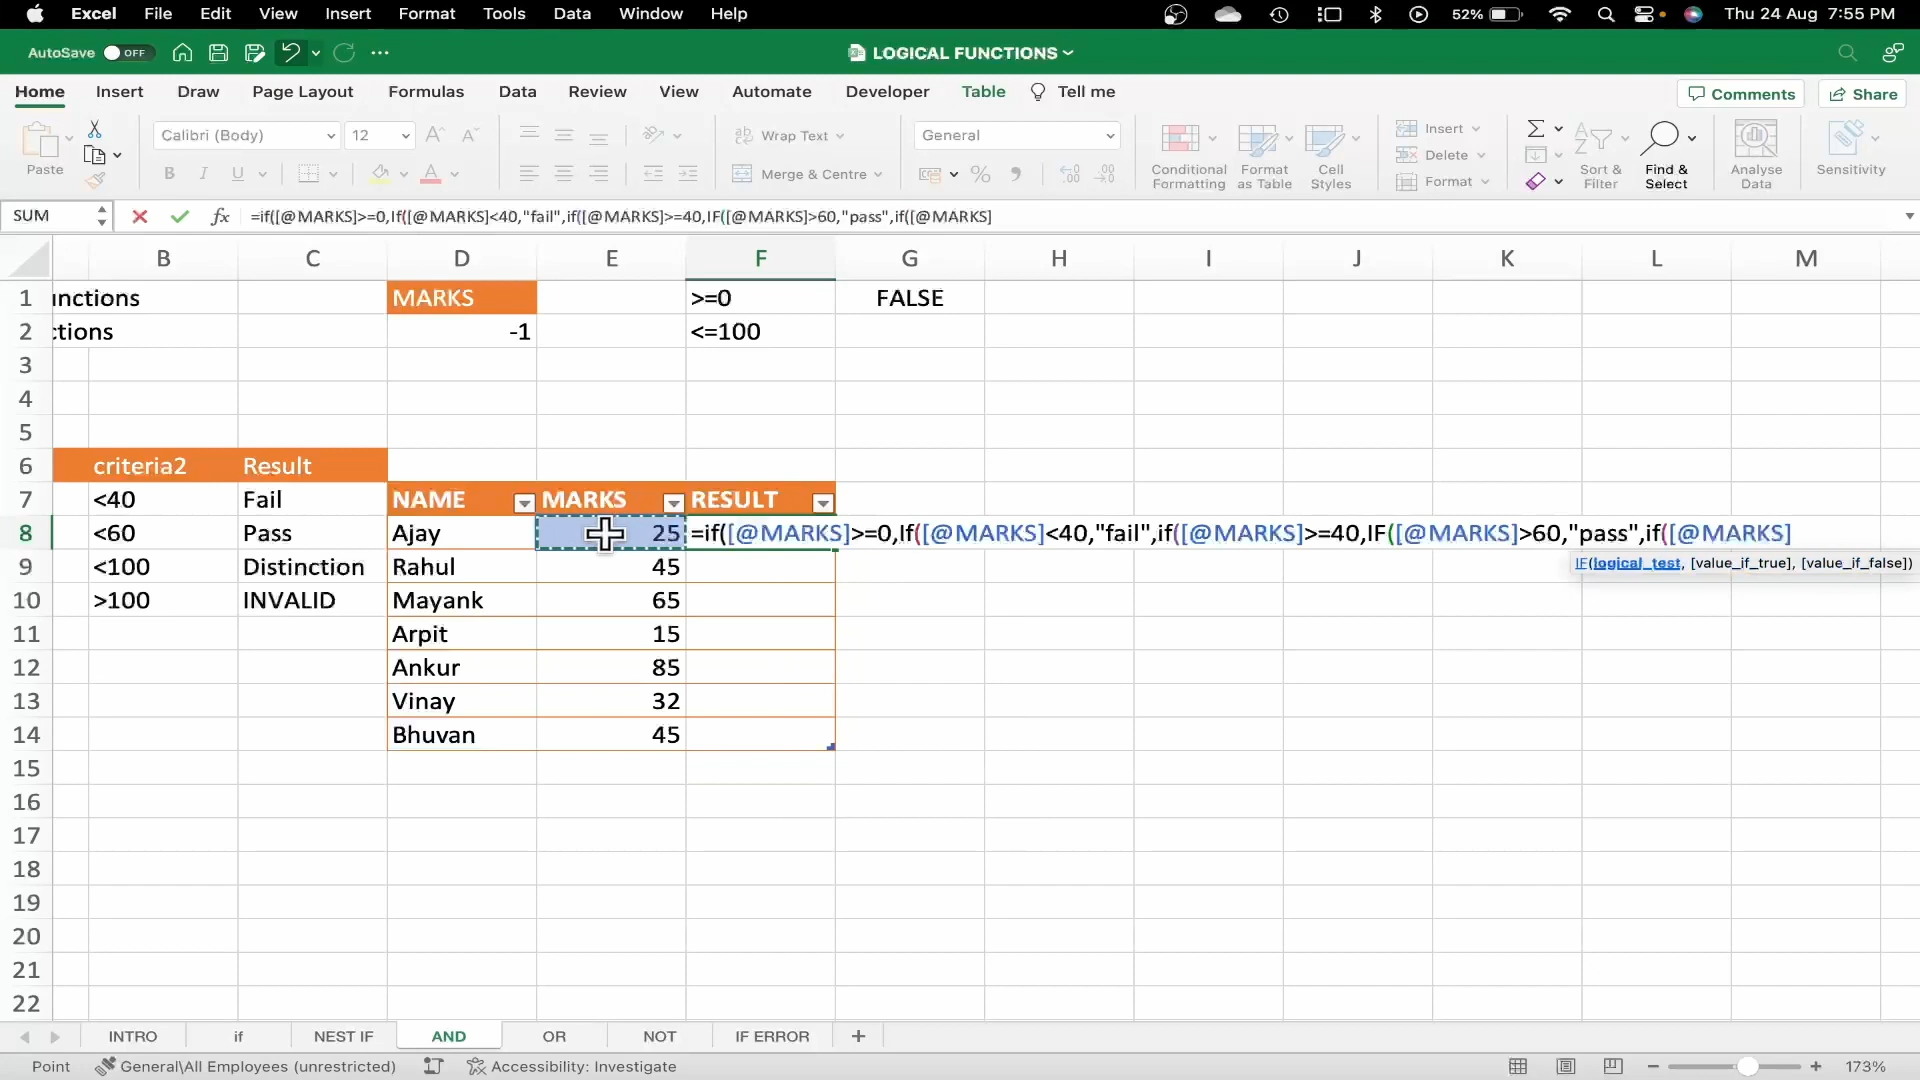 Excel File Edit View Insert Format Tools Data Window Help 52% Thu 24 Aug 7:55 PM
AutoSave OFF LOGICAL FUNCTIONS
Home Insert Draw Page Layout Formulas Data Review View Automate Developer Table Tell me Comments Share
Paste Calibri (Body) 12 Wrap Text General Conditional Formatting Format as Table Cell Styles Insert Sort & Filter Find & Select Analyse Data Sensitivity
Delete
B I U Merge & Centre % Format
SUM fx =if([@MARKS]>=0,If([@MARKS]<40,"fail",if([@MARKS]>=40,IF([@MARKS]>60,"pass",if([@MARKS]
B C D E F G H I J K L M
1 unctions MARKS >=0 FALSE
2 ctions -1 <=100
3
4
5
6 criteria2 Result
7 <40 Fail NAME MARKS RESULT
8 <60 Pass Ajay 25 =if([@MARKS]>=0,If([@MARKS]<40,"fail",if([@MARKS]>=40,IF([@MARKS]>60,"pass",if([@MARKS]
IF(logical_test, [value_if_true], [value_if_false])
9 <100 Distinction Rahul 45
10 >100 INVALID Mayank 65
11 Arpit 15
12 Ankur 85
13 Vinay 32
14 Bhuvan 45
15
16
17
18
19
20
21
22
INTRO if NEST IF AND OR NOT IF ERROR +
Point General\All Employees (unrestricted) Accessibility: Investigate 173%